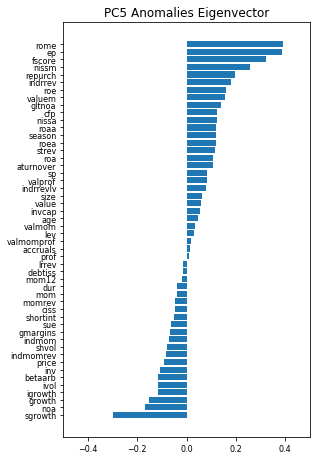 PC5 Anomalies Eigenvector
rome
ep
fscore
nissm
repurch
indrrev
roe
valuem
gltnoa
cfp
nissa
roaa
season
roea
strev
roa
aturnover
sp
valprof
indrrevlv
size
value
invcap
age
valmom
lev
valmomprof
accruals
prof
lrrev
debtiss
mom12
dur
mom
momrev
ciss
shortint
sue
gmargins
indmom
shvol
indmomrev
price
inv
betaarb
ivol
igrowth
growth
noa
sgrowth
−0.4 −0.2 0.0 0.2 0.4